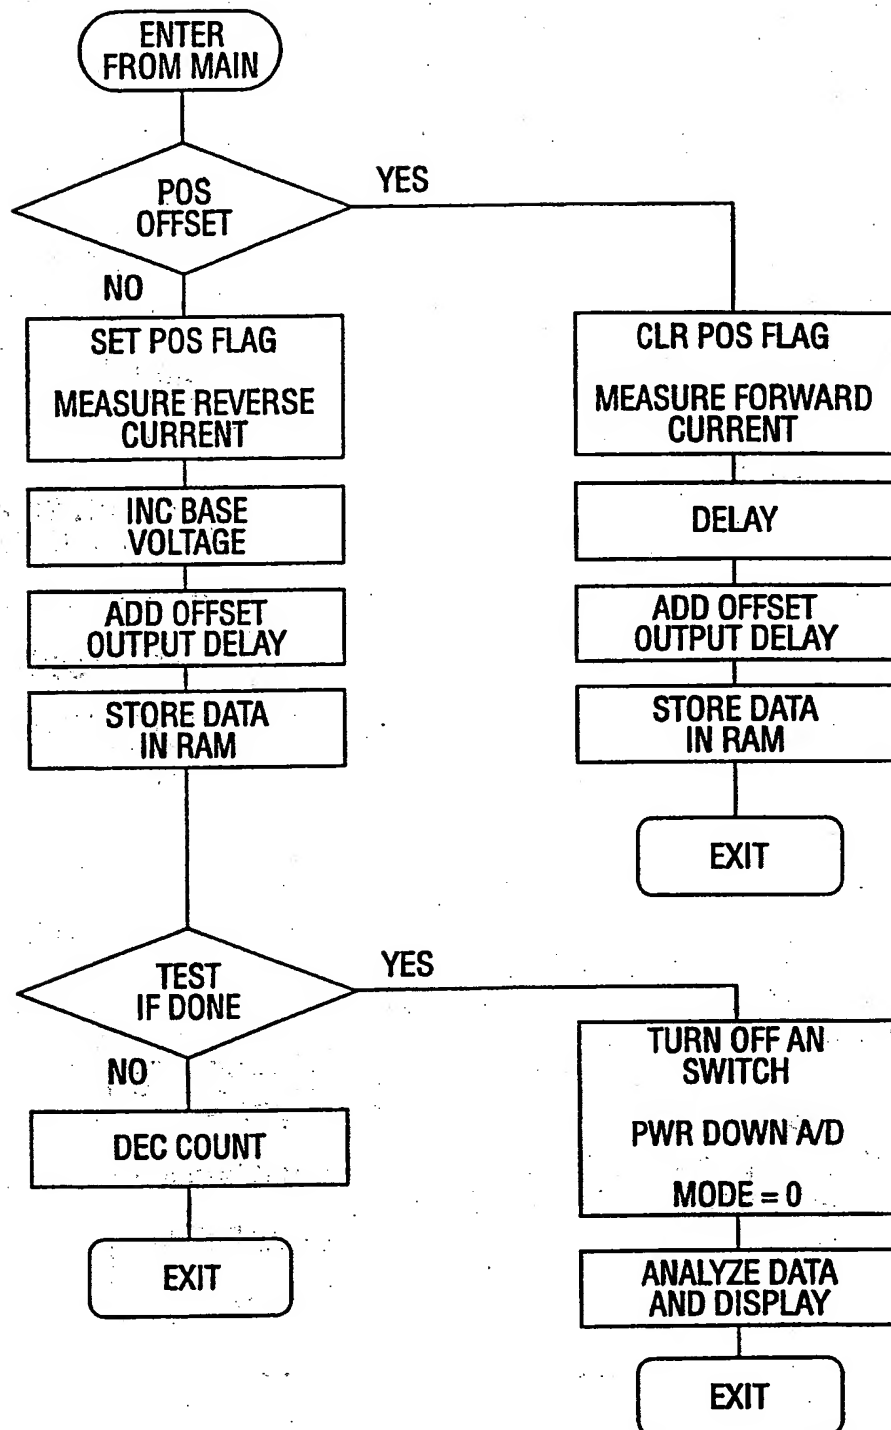 ENTER
FROM MAIN
POS
OFFSET
YES
NO
SET POS FLAG
MEASURE REVERSE
CURRENT
INC BASE
VOLTAGE
ADD OFFSET
OUTPUT DELAY
STORE DATA
IN RAM
CLR POS FLAG
MEASURE FORWARD
CURRENT
DELAY
ADD OFFSET
OUTPUT DELAY
STORE DATA
IN RAM
EXIT
TEST
IF DONE
YES
NO
DEC COUNT
EXIT
TURN OFF AN
SWITCH
PWR DOWN A/D
MODE = 0
ANALYZE DATA
AND DISPLAY
EXIT